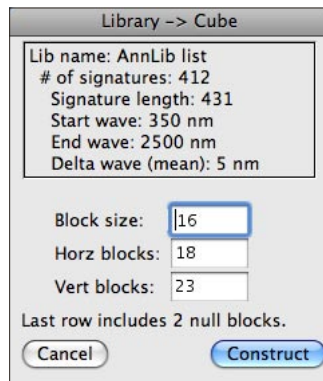 Library -> Cube
Lib name: AnnLib list
# of signatures: 412
Signature length: 431
Start wave: 350 nm
End wave: 2500 nm
Delta wave (mean): 5 nm
Block size: 16
Horz blocks: 18
Vert blocks: 23
Last row includes 2 null blocks.
Cancel Construct